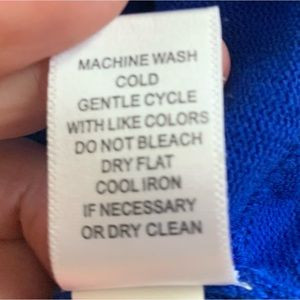 MACHINE WASH
COLD
GENTLE CYCLE
WITH LIKE COLORS
DO NOT BLEACH
DRY FLAT
COOL IRON
IF NECESSARY
OR DRY CLEAN